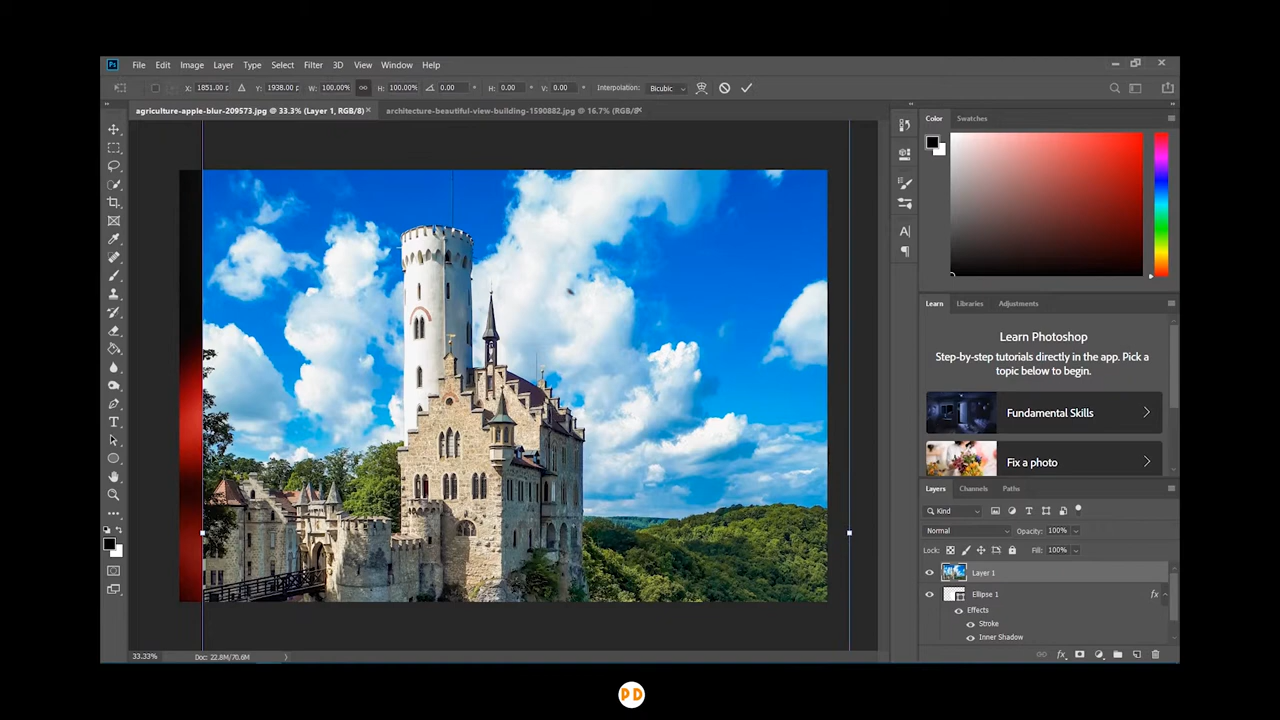 Ps File Edit Image Layer Type Select Filter 3D View Window Help
X: 1851.00 p Y: 1938.00 p W: 100.00% H: 100.00% 0.00 H: 0.00 V: 0.00 Interpolation: Bicubic
agriculture-apple-blur-209573.jpg @ 33.3% (Layer 1, RGB/8) × architecture-beautiful-view-building-1590882.jpg @ 16.7% (RGB/8
Color Swatches
Learn Libraries Adjustments
Learn Photoshop
Step-by-step tutorials directly in the app. Pick a
topic below to begin.
Fundamental Skills
Fix a photo
Layers Channels Paths
Kind
Normal Opacity: 100%
Lock: Fill: 100%
Layer 1
Ellipse 1 fx
Effects
Stroke
Inner Shadow
33.33% Doc: 22.8M/70.6M fx
PD